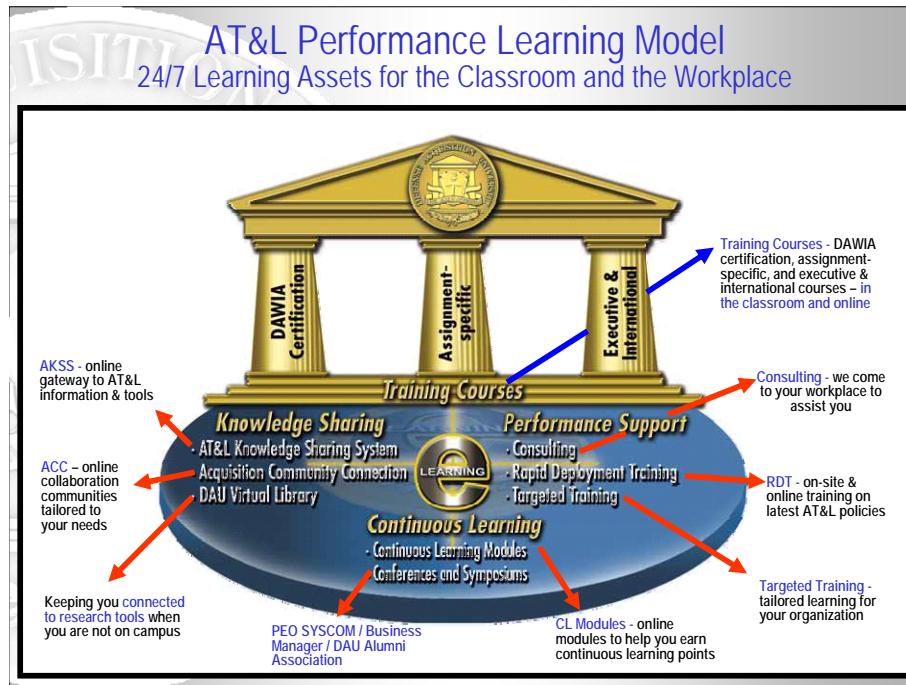 AT&L Performance Learning Model
24/7 Learning Assets for the Classroom and the Workplace
DEFENSE ACQUISITION UNIVERSITY
DAWIA
Certification
Assignment-
specific
Executive &
International
Training Courses
Training Courses - DAWIA
certification, assignment-
specific, and executive &
international courses – in
the classroom and online
AKSS - online
gateway to AT&L
information & tools
ACC – online
collaboration
communities
tailored to
your needs
Keeping you connected
to research tools when
you are not on campus
Knowledge Sharing
- AT&L Knowledge Sharing System
- Acquisition Community Connection
- DAU Virtual Library
e
LEARNING
Performance Support
- Consulting
- Rapid Deployment Training
- Targeted Training
Continuous Learning
- Continuous Learning Modules
- Conferences and Symposiums
Consulting - we come
to your workplace to
assist you
RDT - on-site &
online training on
latest AT&L policies
Targeted Training -
tailored learning for
your organization
PEO SYSCOM / Business
Manager / DAU Alumni
Association
CL Modules - online
modules to help you earn
continuous learning points